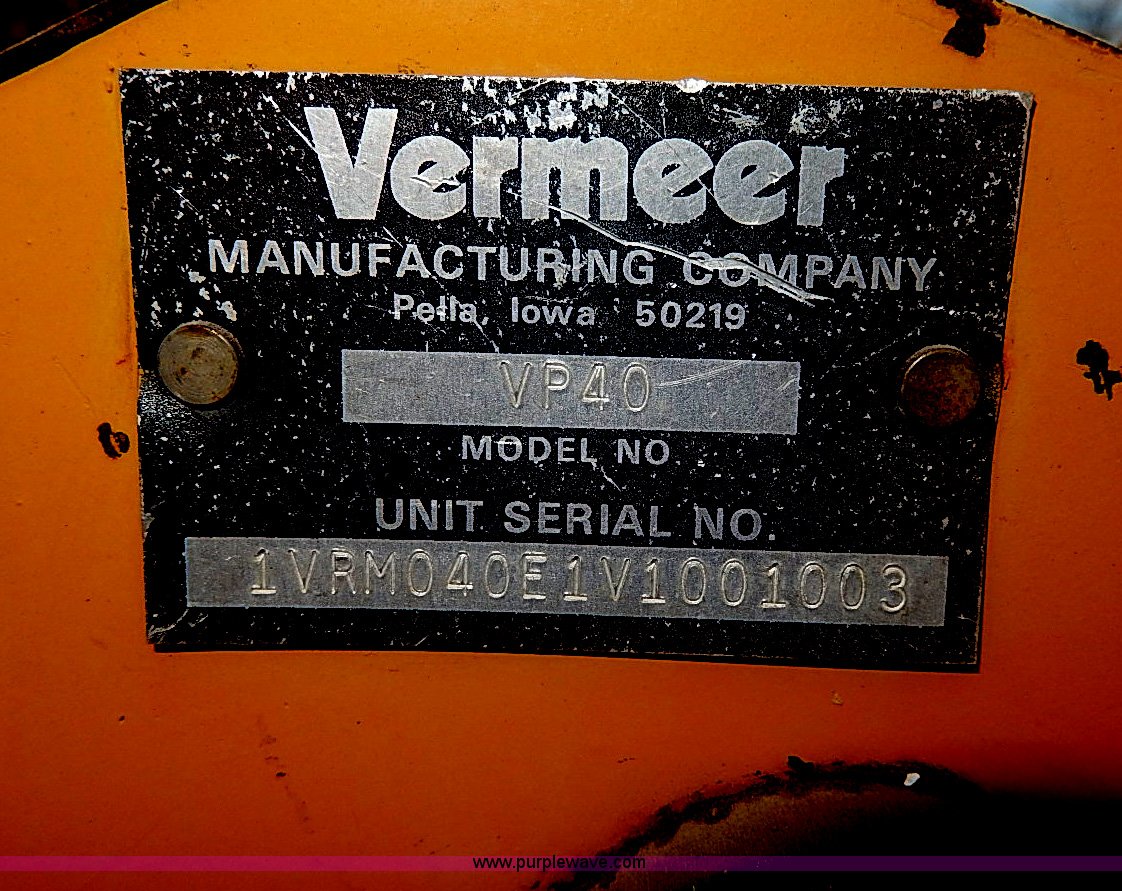 Vermeer
MANUFACTURING COMPANY
Pella, Iowa 50219
VP40
MODEL NO
UNIT SERIAL NO.
1VRM040E1V1001003
www.purplewave.com